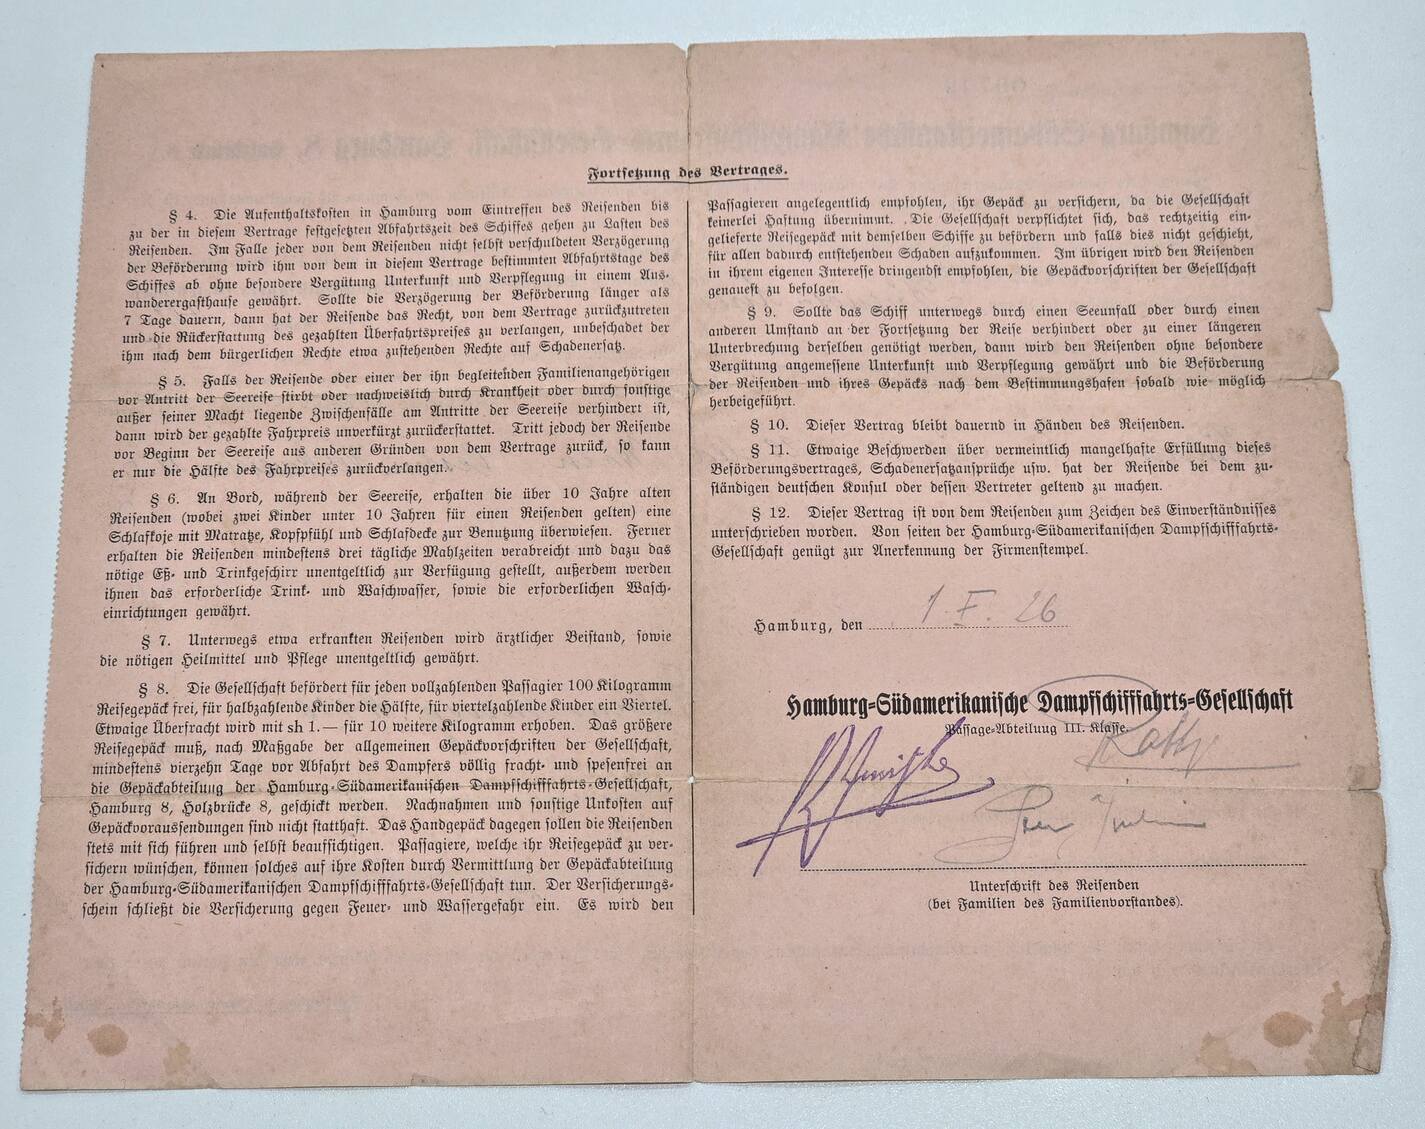 Fortsetzung des Vertrages.
§ 4. Die Aufenthaltskosten in Hamburg vom Eintreffen des Reisenden bis
zu der in diesem Vertrage festgesetzten Abfahrtszeit des Schiffes gehen zu Lasten des
Reisenden. Im Falle jeder von dem Reisenden nicht selbst verschuldeten Verzögerung
der Beförderung wird ihm von dem in diesem Vertrage bestimmten Abfahrtstage des
Schiffes ab ohne besondere Vergütung Unterkunft und Verpflegung in einem Aus-
wanderergasthause gewährt. Sollte die Verzögerung der Beförderung länger als
7 Tage dauern, dann hat der Reisende das Recht, von dem Vertrage zurückzutreten
und die Rückerstattung des gezahlten Überfahrtspreises zu verlangen, unbeschadet der
ihm nach dem bürgerlichen Rechte etwa zustehenden Rechte auf Schadenersatz.
§ 5. Falls der Reisende oder einer der ihn begleitenden Familienangehörigen
vor Antritt der Seereise stirbt oder nachweislich durch Krankheit oder durch sonstige
außer seiner Macht liegende Zwischenfälle am Antritte der Seereise verhindert ist,
dann wird der gezahlte Fahrpreis unverkürzt zurückerstattet. Tritt jedoch der Reisende
vor Beginn der Seereise aus anderen Gründen von dem Vertrage zurück, so kann
er nur die Hälfte des Fahrpreises zurückverlangen.
§ 6. An Bord, während der Seereise, erhalten die über 10 Jahre alten
Reisenden (wobei zwei Kinder unter 10 Jahren für einen Reisenden gelten) eine
Schlafkoje mit Matratze, Kopfpfühl und Schlafdecke zur Benutzung überwiesen. Ferner
erhalten die Reisenden mindestens drei tägliche Mahlzeiten verabreicht und dazu das
nötige Eß- und Trinkgeschirr unentgeltlich zur Verfügung gestellt, außerdem werden
ihnen das erforderliche Trink- und Waschwasser, sowie die erforderlichen Wasch-
einrichtungen gewährt.
§ 7. Unterwegs etwa erkrankten Reisenden wird ärztlicher Beistand, sowie
die nötigen Heilmittel und Pflege unentgeltlich gewährt.
§ 8. Die Gesellschaft befördert für jeden vollzahlenden Passagier 100 Kilogramm
Reisegepäck frei, für halbzahlende Kinder die Hälfte, für viertelzahlende Kinder ein Viertel.
Etwaige Überfracht wird mit sh 1.— für 10 weitere Kilogramm erhoben. Das größere
Reisegepäck muß, nach Maßgabe der allgemeinen Gepäckvorschriften der Gesellschaft,
mindestens vierzehn Tage vor Abfahrt des Dampfers völlig fracht- und spesenfrei an
die Gepäckabteilung der Hamburg-Südamerikanischen Dampfschifffahrts-Gesellschaft,
Hamburg 8, Holzbrücke 8, geschickt werden. Nachnahmen und sonstige Unkosten auf
Gepäckvoraussendungen sind nicht statthaft. Das Handgepäck dagegen sollen die Reisenden
stets mit sich führen und selbst beaufsichtigen. Passagiere, welche ihr Reisegepäck zu ver-
sichern wünschen, können solches auf ihre Kosten durch Vermittlung der Gepäckabteilung
der Hamburg-Südamerikanischen Dampfschifffahrts-Gesellschaft tun. Der Versicherungs-
schein schließt die Versicherung gegen Feuer- und Wassergefahr ein. Es wird den
Passagieren angelegentlich empfohlen, ihr Gepäck zu versichern, da die Gesellschaft
keinerlei Haftung übernimmt. Die Gesellschaft verpflichtet sich, das rechtzeitig ein-
gelieferte Reisegepäck mit demselben Schiffe zu befördern und falls dies nicht geschieht,
für allen dadurch entstehenden Schaden aufzukommen. Im übrigen wird den Reisenden
in ihrem eigenen Interesse dringendst empfohlen, die Gepäckvorschriften der Gesellschaft
genauest zu befolgen.
§ 9. Sollte das Schiff unterwegs durch einen Seeunfall oder durch einen
anderen Umstand an der Fortsetzung der Reise verhindert oder zu einer längeren
Unterbrechung derselben genötigt werden, dann wird den Reisenden ohne besondere
Vergütung angemessene Unterkunft und Verpflegung gewährt und die Beförderung
der Reisenden und ihres Gepäcks nach dem Bestimmungshafen sobald wie möglich
herbeigeführt.
§ 10. Dieser Vertrag bleibt dauernd in Händen des Reisenden.
§ 11. Etwaige Beschwerden über vermeintlich mangelhafte Erfüllung dieses
Beförderungsvertrages, Schadenersatzansprüche usw. hat der Reisende bei dem zu-
ständigen deutschen Konsul oder dessen Vertreter geltend zu machen.
§ 12. Dieser Vertrag ist von dem Reisenden zum Zeichen des Einverständnisses
unterschrieben worden. Von seiten der Hamburg-Südamerikanischen Dampfschifffahrts-
Gesellschaft genügt zur Anerkennung der Firmenstempel.
Hamburg, den 1. I. 26
Hamburg-Südamerikanische Dampfschifffahrts-Gesellschaft
Passage-Abteilung III. Klasse.
Unterschrift des Reisenden
(bei Familien des Familienvorstandes).